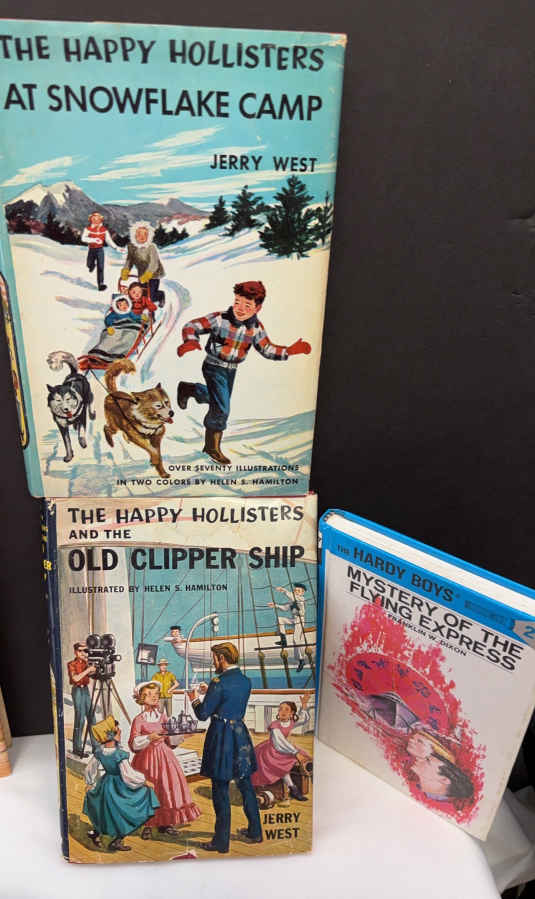 THE HAPPY HOLLISTERS
AT SNOWFLAKE CAMP
JERRY WEST
OVER SEVENTY ILLUSTRATIONS
IN TWO COLORS BY HELEN S. HAMILTON
THE HAPPY HOLLISTERS
AND THE
OLD CLIPPER SHIP
ILLUSTRATED BY HELEN S. HAMILTON
JERRY
WEST
THE HARDY BOYS®
MYSTERY OF THE
FLYING EXPRESS
FRANKLIN W. DIXON